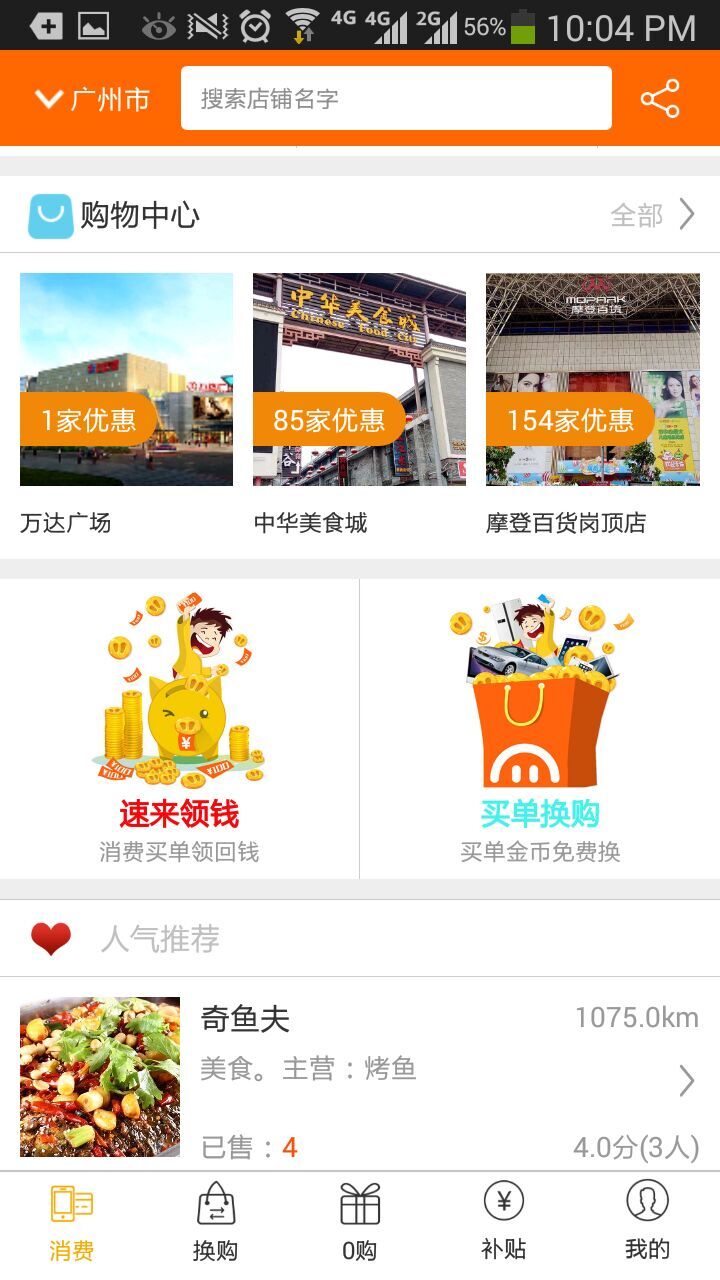 4G 4G 2G 56% 10:04 PM
广州市 搜索店铺名字
购物中心 全部
中华美食城
Chinese Food City
MOPARK
摩登百货
1家优惠 85家优惠 154家优惠
万达广场 中华美食城 摩登百货岗顶店
速来领钱 买单换购
消费买单领回钱 买单金币免费换
人气推荐
奇鱼夫 1075.0km
美食。主营：烤鱼
已售：4 4.0分(3人)
消费 换购 0购 补贴 我的